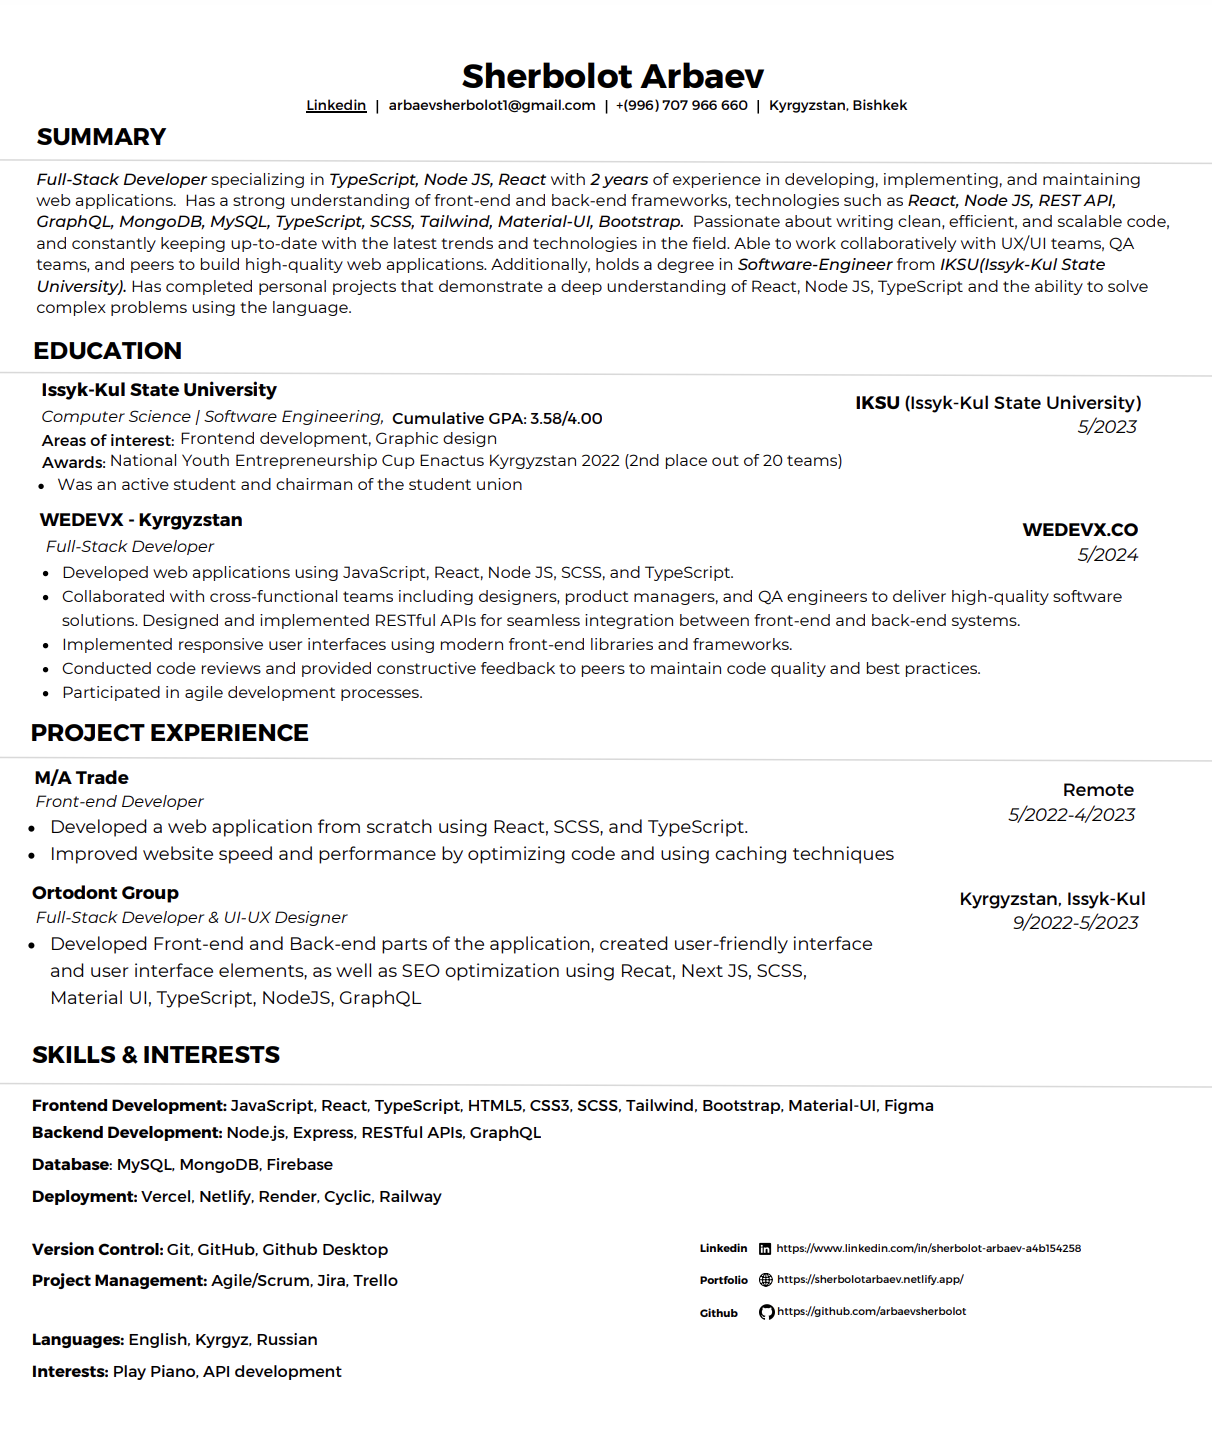 Sherbolot Arbaev
Linkedin | arbaevsherbolot1@gmail.com | +(996) 707 966 660 | Kyrgyzstan, Bishkek
SUMMARY
Full-Stack Developer specializing in TypeScript, Node JS, React with 2 years of experience in developing, implementing, and maintaining
web applications. Has a strong understanding of front-end and back-end frameworks, technologies such as React, Node JS, REST API,
GraphQL, MongoDB, MySQL, TypeScript, SCSS, Tailwind, Material-UI, Bootstrap. Passionate about writing clean, efficient, and scalable code,
and constantly keeping up-to-date with the latest trends and technologies in the field. Able to work collaboratively with UX/UI teams, QA
teams, and peers to build high-quality web applications. Additionally, holds a degree in Software-Engineer from IKSU(Issyk-Kul State
University). Has completed personal projects that demonstrate a deep understanding of React, Node JS, TypeScript and the ability to solve
complex problems using the language.
EDUCATION
Issyk-Kul State University
IKSU (Issyk-Kul State University)
Computer Science | Software Engineering, Cumulative GPA: 3.58/4.00
5/2023
Areas of interest: Frontend development, Graphic design
Awards: National Youth Entrepreneurship Cup Enactus Kyrgyzstan 2022 (2nd place out of 20 teams)
• Was an active student and chairman of the student union
WEDEVX - Kyrgyzstan
WEDEVX.CO
Full-Stack Developer
5/2024
• Developed web applications using JavaScript, React, Node JS, SCSS, and TypeScript.
• Collaborated with cross-functional teams including designers, product managers, and QA engineers to deliver high-quality software
solutions. Designed and implemented RESTful APIs for seamless integration between front-end and back-end systems.
• Implemented responsive user interfaces using modern front-end libraries and frameworks.
• Conducted code reviews and provided constructive feedback to peers to maintain code quality and best practices.
• Participated in agile development processes.
PROJECT EXPERIENCE
M/A Trade
Remote
Front-end Developer
5/2022-4/2023
• Developed a web application from scratch using React, SCSS, and TypeScript.
• Improved website speed and performance by optimizing code and using caching techniques
Ortodont Group
Kyrgyzstan, Issyk-Kul
Full-Stack Developer & UI-UX Designer
9/2022-5/2023
• Developed Front-end and Back-end parts of the application, created user-friendly interface
and user interface elements, as well as SEO optimization using Recat, Next JS, SCSS,
Material UI, TypeScript, NodeJS, GraphQL
SKILLS & INTERESTS
Frontend Development: JavaScript, React, TypeScript, HTML5, CSS3, SCSS, Tailwind, Bootstrap, Material-UI, Figma
Backend Development: Node.js, Express, RESTful APIs, GraphQL
Database: MySQL, MongoDB, Firebase
Deployment: Vercel, Netlify, Render, Cyclic, Railway
Version Control: Git, GitHub, Github Desktop
Linkedin https://www.linkedin.com/in/sherbolot-arbaev-a4b154258
Project Management: Agile/Scrum, Jira, Trello
Portfolio https://sherbolotarbaev.netlify.app/
Github https://github.com/arbaevsherbolot
Languages: English, Kyrgyz, Russian
Interests: Play Piano, API development